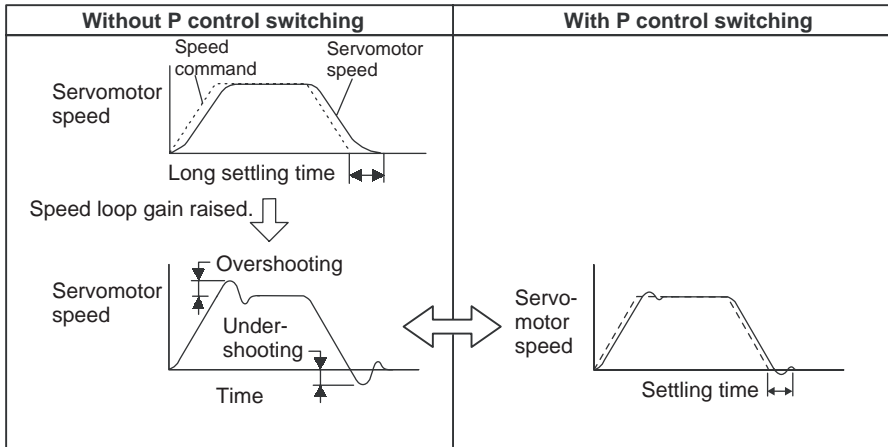 Without P control switching
With P control switching
Speed
command
Servomotor
speed
Servomotor
speed
Long settling time
Speed loop gain raised.
Overshooting
Servomotor
speed
Under-
shooting
Time
Servo-
motor
speed
Settling time